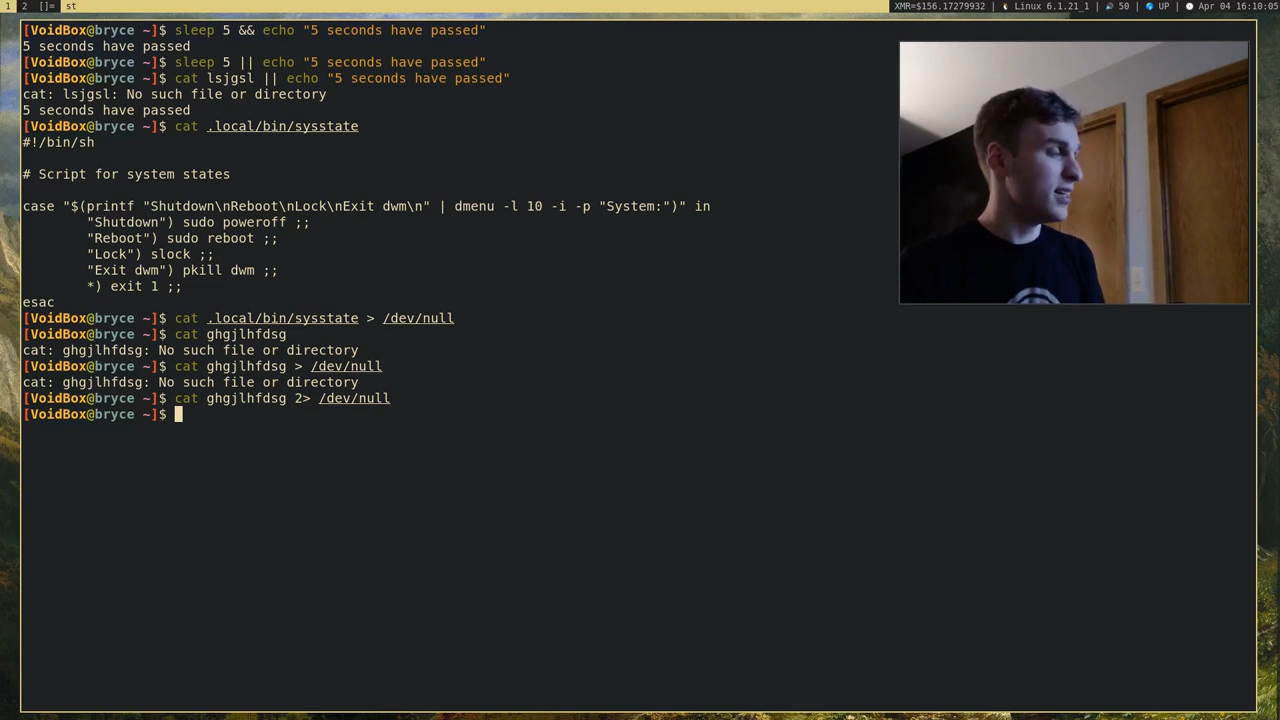 1 2 []= st XMR=$156.17279932 | Linux 6.1.21_1 | 50 | UP | Apr 04 16:10:05
[VoidBox@bryce ~]$ sleep 5 && echo "5 seconds have passed"
5 seconds have passed
[VoidBox@bryce ~]$ sleep 5 || echo "5 seconds have passed"
[VoidBox@bryce ~]$ cat lsjgsl || echo "5 seconds have passed"
cat: lsjgsl: No such file or directory
5 seconds have passed
[VoidBox@bryce ~]$ cat .local/bin/sysstate
#!/bin/sh
# Script for system states
case "$(printf "Shutdown\nReboot\nLock\nExit dwm\n" | dmenu -l 10 -i -p "System:")" in
"Shutdown") sudo poweroff ;;
"Reboot") sudo reboot ;;
"Lock") slock ;;
"Exit dwm") pkill dwm ;;
*) exit 1 ;;
esac
[VoidBox@bryce ~]$ cat .local/bin/sysstate > /dev/null
[VoidBox@bryce ~]$ cat ghgjlhfdsg
cat: ghgjlhfdsg: No such file or directory
[VoidBox@bryce ~]$ cat ghgjlhfdsg > /dev/null
cat: ghgjlhfdsg: No such file or directory
[VoidBox@bryce ~]$ cat ghgjlhfdsg 2> /dev/null
[VoidBox@bryce ~]$